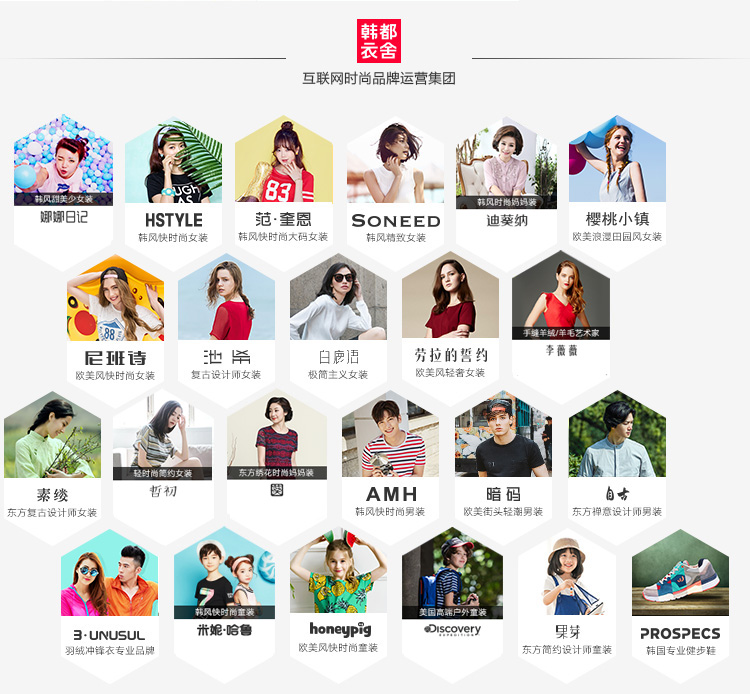 韩都
衣舍
互联网时尚品牌运营集团
韩风甜美少女装
娜娜日记
HSTYLE
韩风快时尚女装
范·奎恩
韩风快时尚大码女装
SONEED
韩风精致女装
韩风时尚妈妈装
迪葵纳
樱桃小镇
欧美浪漫田园风女装
尼班诗
欧美风快时尚女装
复古设计师女装
白鹿语
极简主义女装
劳拉的誓约
欧美风轻奢女装
手缝羊绒/羊毛艺术家
李薇薇
素缕
东方复古设计师女装
轻时尚简约女装
哲初
东方绣花时尚妈妈装
AMH
韩风快时尚男装
暗码
欧美街头轻潮男装
自古
东方禅意设计师男装
3·UNUSUL
羽绒冲锋衣专业品牌
韩风快时尚童装
米妮·哈鲁
honeypig
欧美风快时尚童装
美国高端户外童装
Discovery
EXPEDITION
果芽
东方简约设计师童装
PROSPECS
韩国专业健步鞋